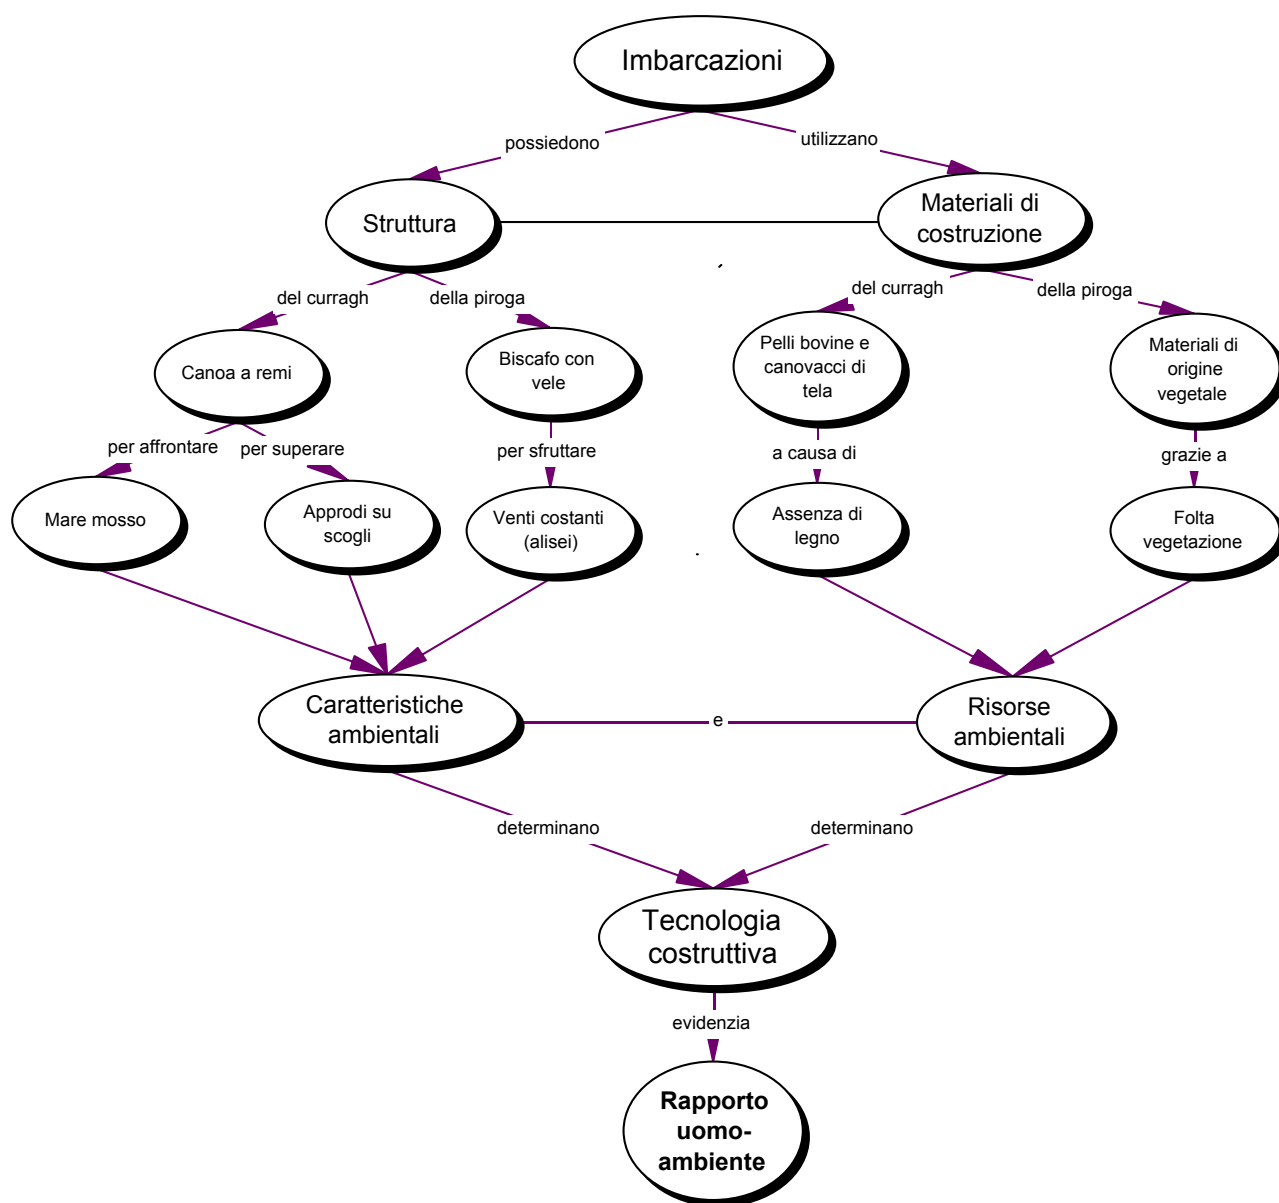 Imbarcazioni
possiedono
utilizzano
Struttura
Materiali di
costruzione
del curragh
della piroga
del curragh
della piroga
Canoa a remi
Biscafo con
vele
Pelli bovine e
canovacci di
tela
Materiali di
origine
vegetale
per affrontare
per superare
per sfruttare
a causa di
grazie a
Mare mosso
Approdi su
scogli
Venti costanti
(alisei)
Assenza di
legno
Folta
vegetazione
Caratteristiche
ambientali
e
Risorse
ambientali
determinano
determinano
Tecnologia
costruttiva
evidenzia
Rapporto
uomo-
ambiente